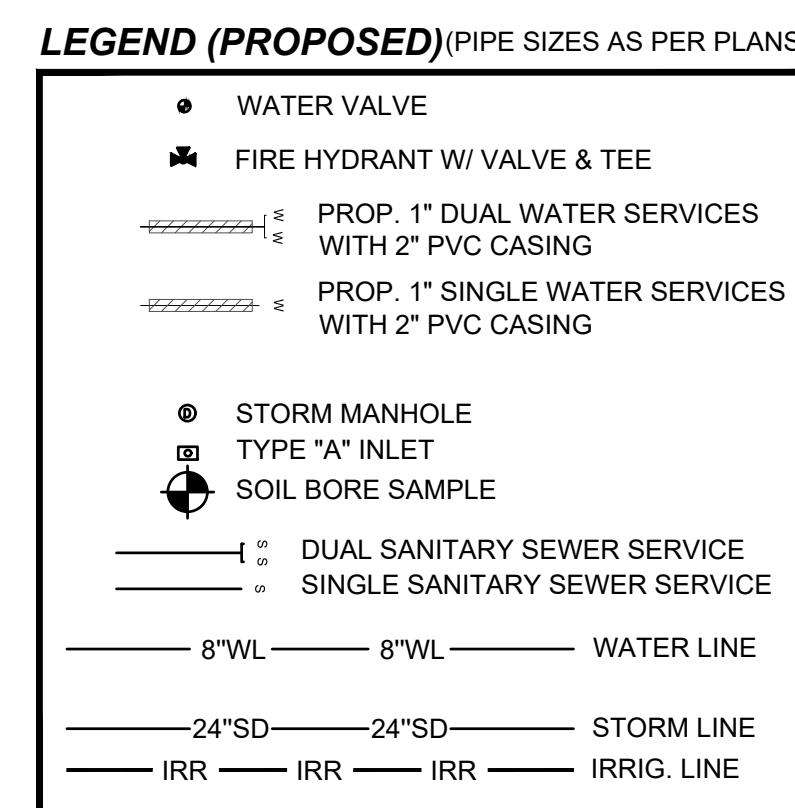 LEGEND (PROPOSED)(PIPE SIZES AS PER PLANS
WATER VALVE
FIRE HYDRANT W/ VALVE & TEE
W
W
PROP. 1" DUAL WATER SERVICES
WITH 2" PVC CASING
W
PROP. 1" SINGLE WATER SERVICES
WITH 2" PVC CASING
D STORM MANHOLE
TYPE "A" INLET
SOIL BORE SAMPLE
S
S
DUAL SANITARY SEWER SERVICE
S SINGLE SANITARY SEWER SERVICE
8"WL 8"WL WATER LINE
24"SD 24"SD STORM LINE
IRR IRR IRR IRRIG. LINE